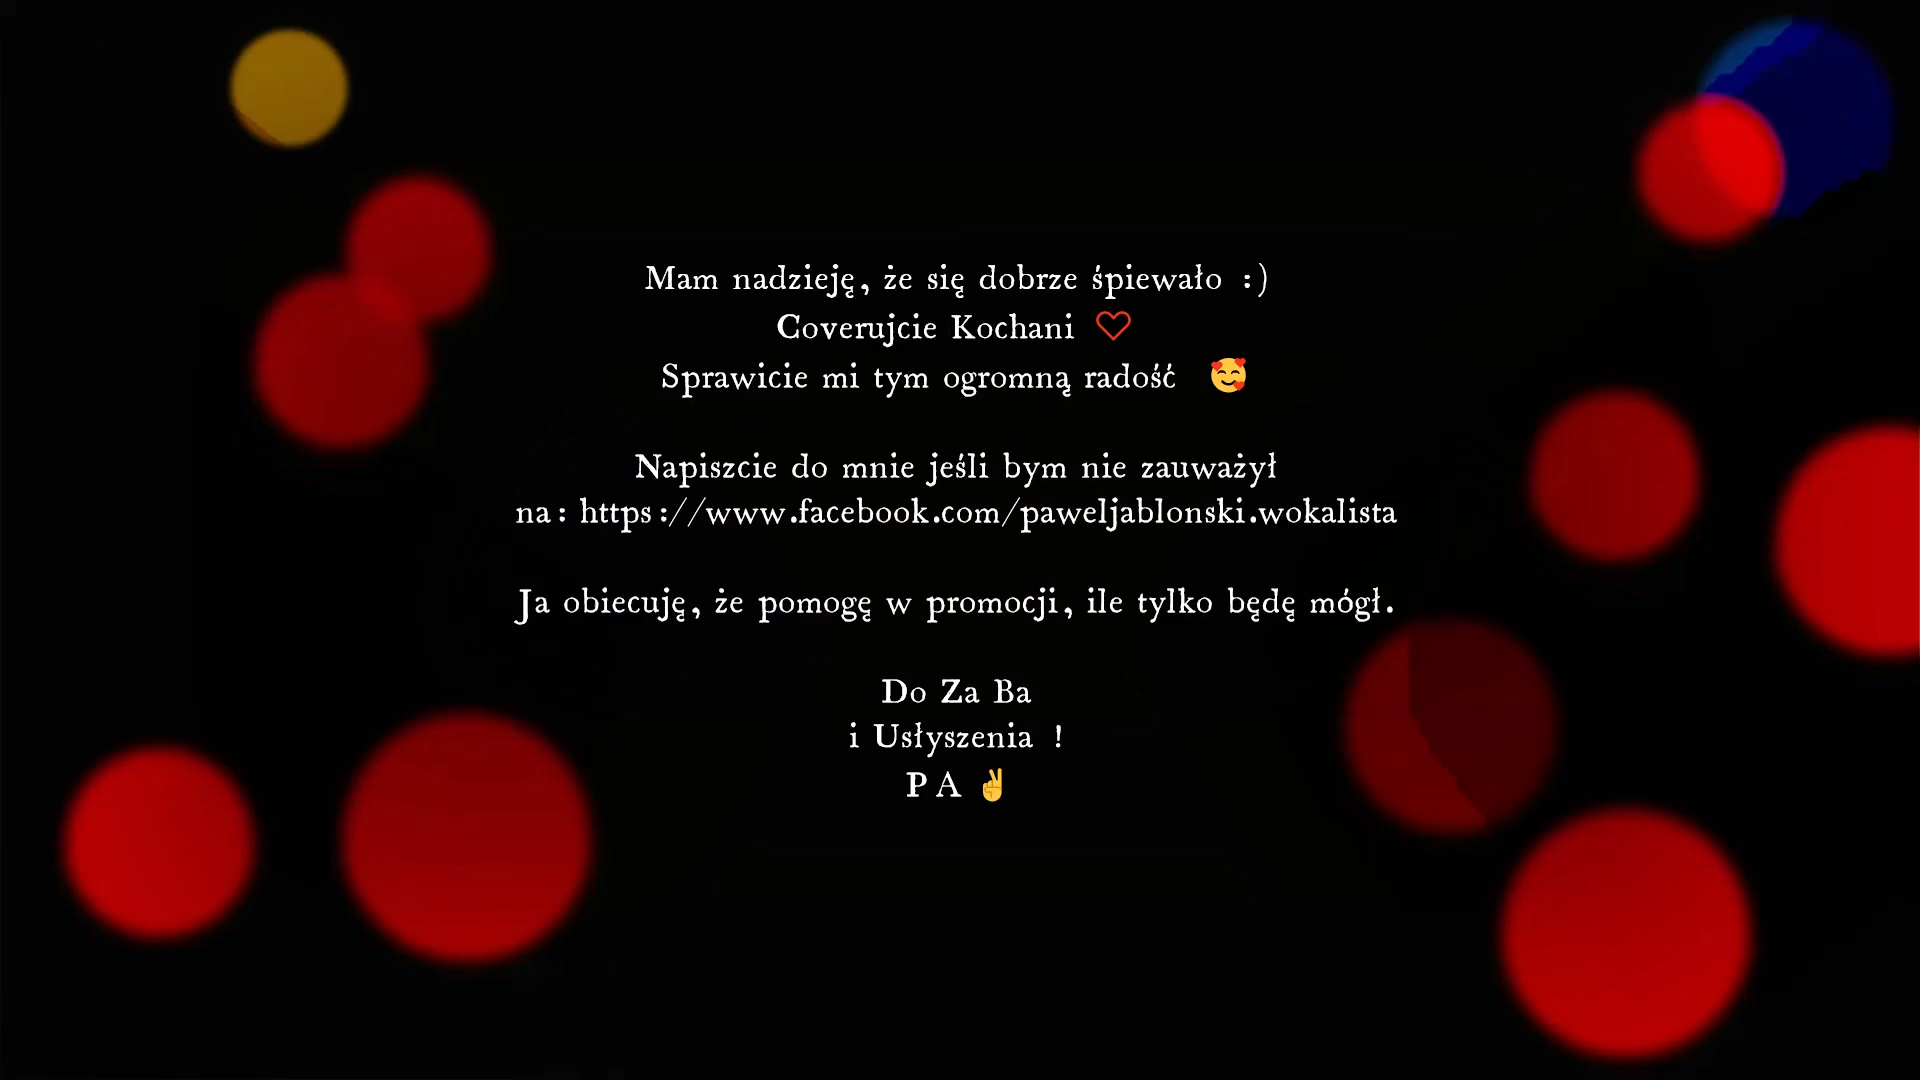 Mam nadzieję, że się dobrze śpiewało :)
Coverujcie Kochani ♡
Sprawicie mi tym ogromną radość 🥰
Napiszcie do mnie jeśli bym nie zauważył
na: https://www.facebook.com/paweljablonski.wokalista
Ja obiecuję, że pomogę w promocji, ile tylko będę mógł.
Do Za Ba
i Usłyszenia !
P A ✌